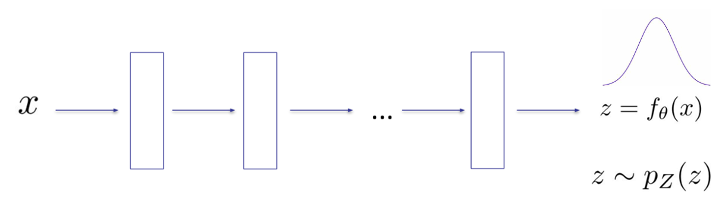 x
...
z = f_θ(x)
z ∼ p_Z(z)